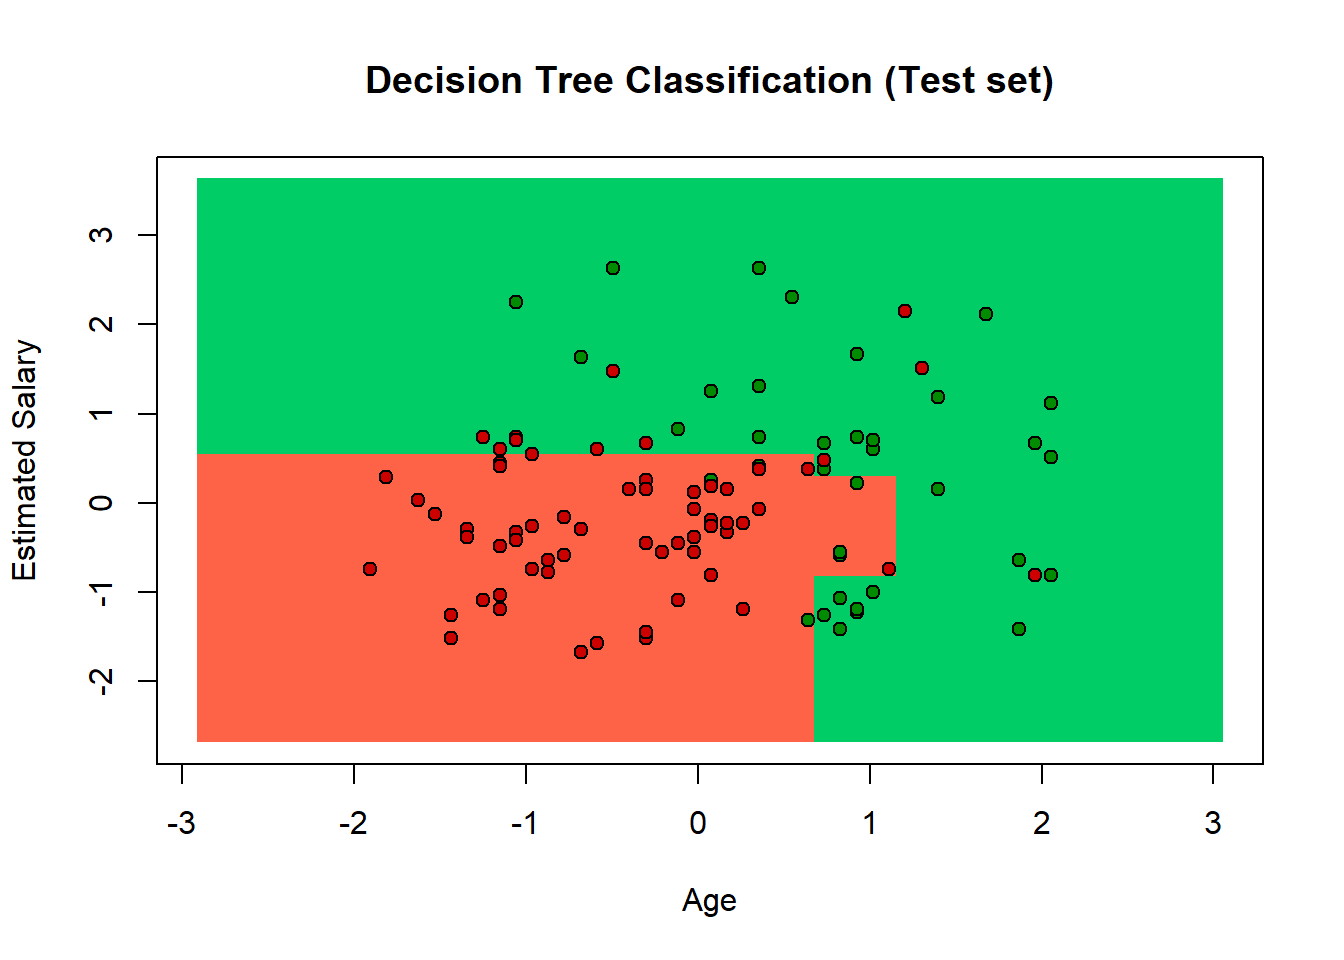 Decision Tree Classification (Test set)
Estimated Salary
3
2
1
0
-1
-2
-3 -2 -1 0 1 2 3
Age